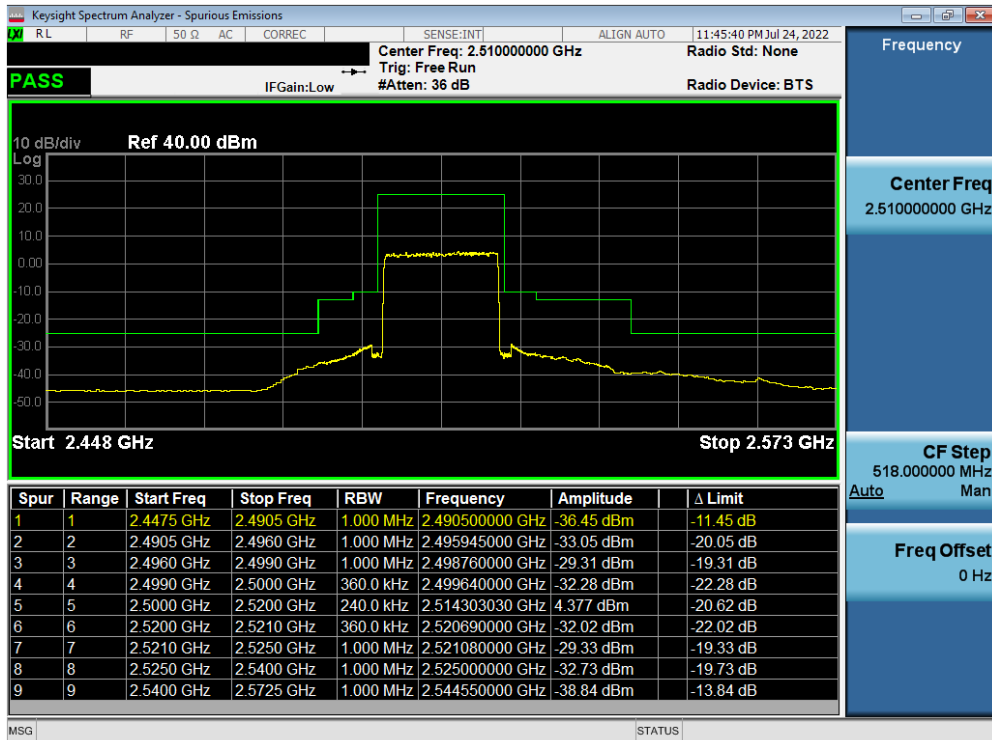 Keysight Spectrum Analyzer - Spurious Emissions
LXI RL RF 50 Ω AC CORREC SENSE:INT ALIGN AUTO 11:45:40 PM Jul 24, 2022
Center Freq: 2.510000000 GHz Radio Std: None
Trig: Free Run
PASS IFGain:Low #Atten: 36 dB Radio Device: BTS
10 dB/div Ref 40.00 dBm
Log
30.0
20.0
10.0
0.00
-10.0
-20.0
-30.0
-40.0
-50.0
Start 2.448 GHz Stop 2.573 GHz
Spur Range Start Freq Stop Freq RBW Frequency Amplitude Δ Limit
1 1 2.4475 GHz 2.4905 GHz 1.000 MHz 2.490500000 GHz -36.45 dBm -11.45 dB
2 2 2.4905 GHz 2.4960 GHz 1.000 MHz 2.495945000 GHz -33.05 dBm -20.05 dB
3 3 2.4960 GHz 2.4990 GHz 1.000 MHz 2.498760000 GHz -29.31 dBm -19.31 dB
4 4 2.4990 GHz 2.5000 GHz 360.0 kHz 2.499640000 GHz -32.28 dBm -22.28 dB
5 5 2.5000 GHz 2.5200 GHz 240.0 kHz 2.514303030 GHz 4.377 dBm -20.62 dB
6 6 2.5200 GHz 2.5210 GHz 360.0 kHz 2.520690000 GHz -32.02 dBm -22.02 dB
7 7 2.5210 GHz 2.5250 GHz 1.000 MHz 2.521080000 GHz -29.33 dBm -19.33 dB
8 8 2.5250 GHz 2.5400 GHz 1.000 MHz 2.525000000 GHz -32.73 dBm -19.73 dB
9 9 2.5400 GHz 2.5725 GHz 1.000 MHz 2.544550000 GHz -38.84 dBm -13.84 dB
MSG STATUS
Frequency
Center Freq
2.510000000 GHz
CF Step
518.000000 MHz
Auto Man
Freq Offset
0 Hz